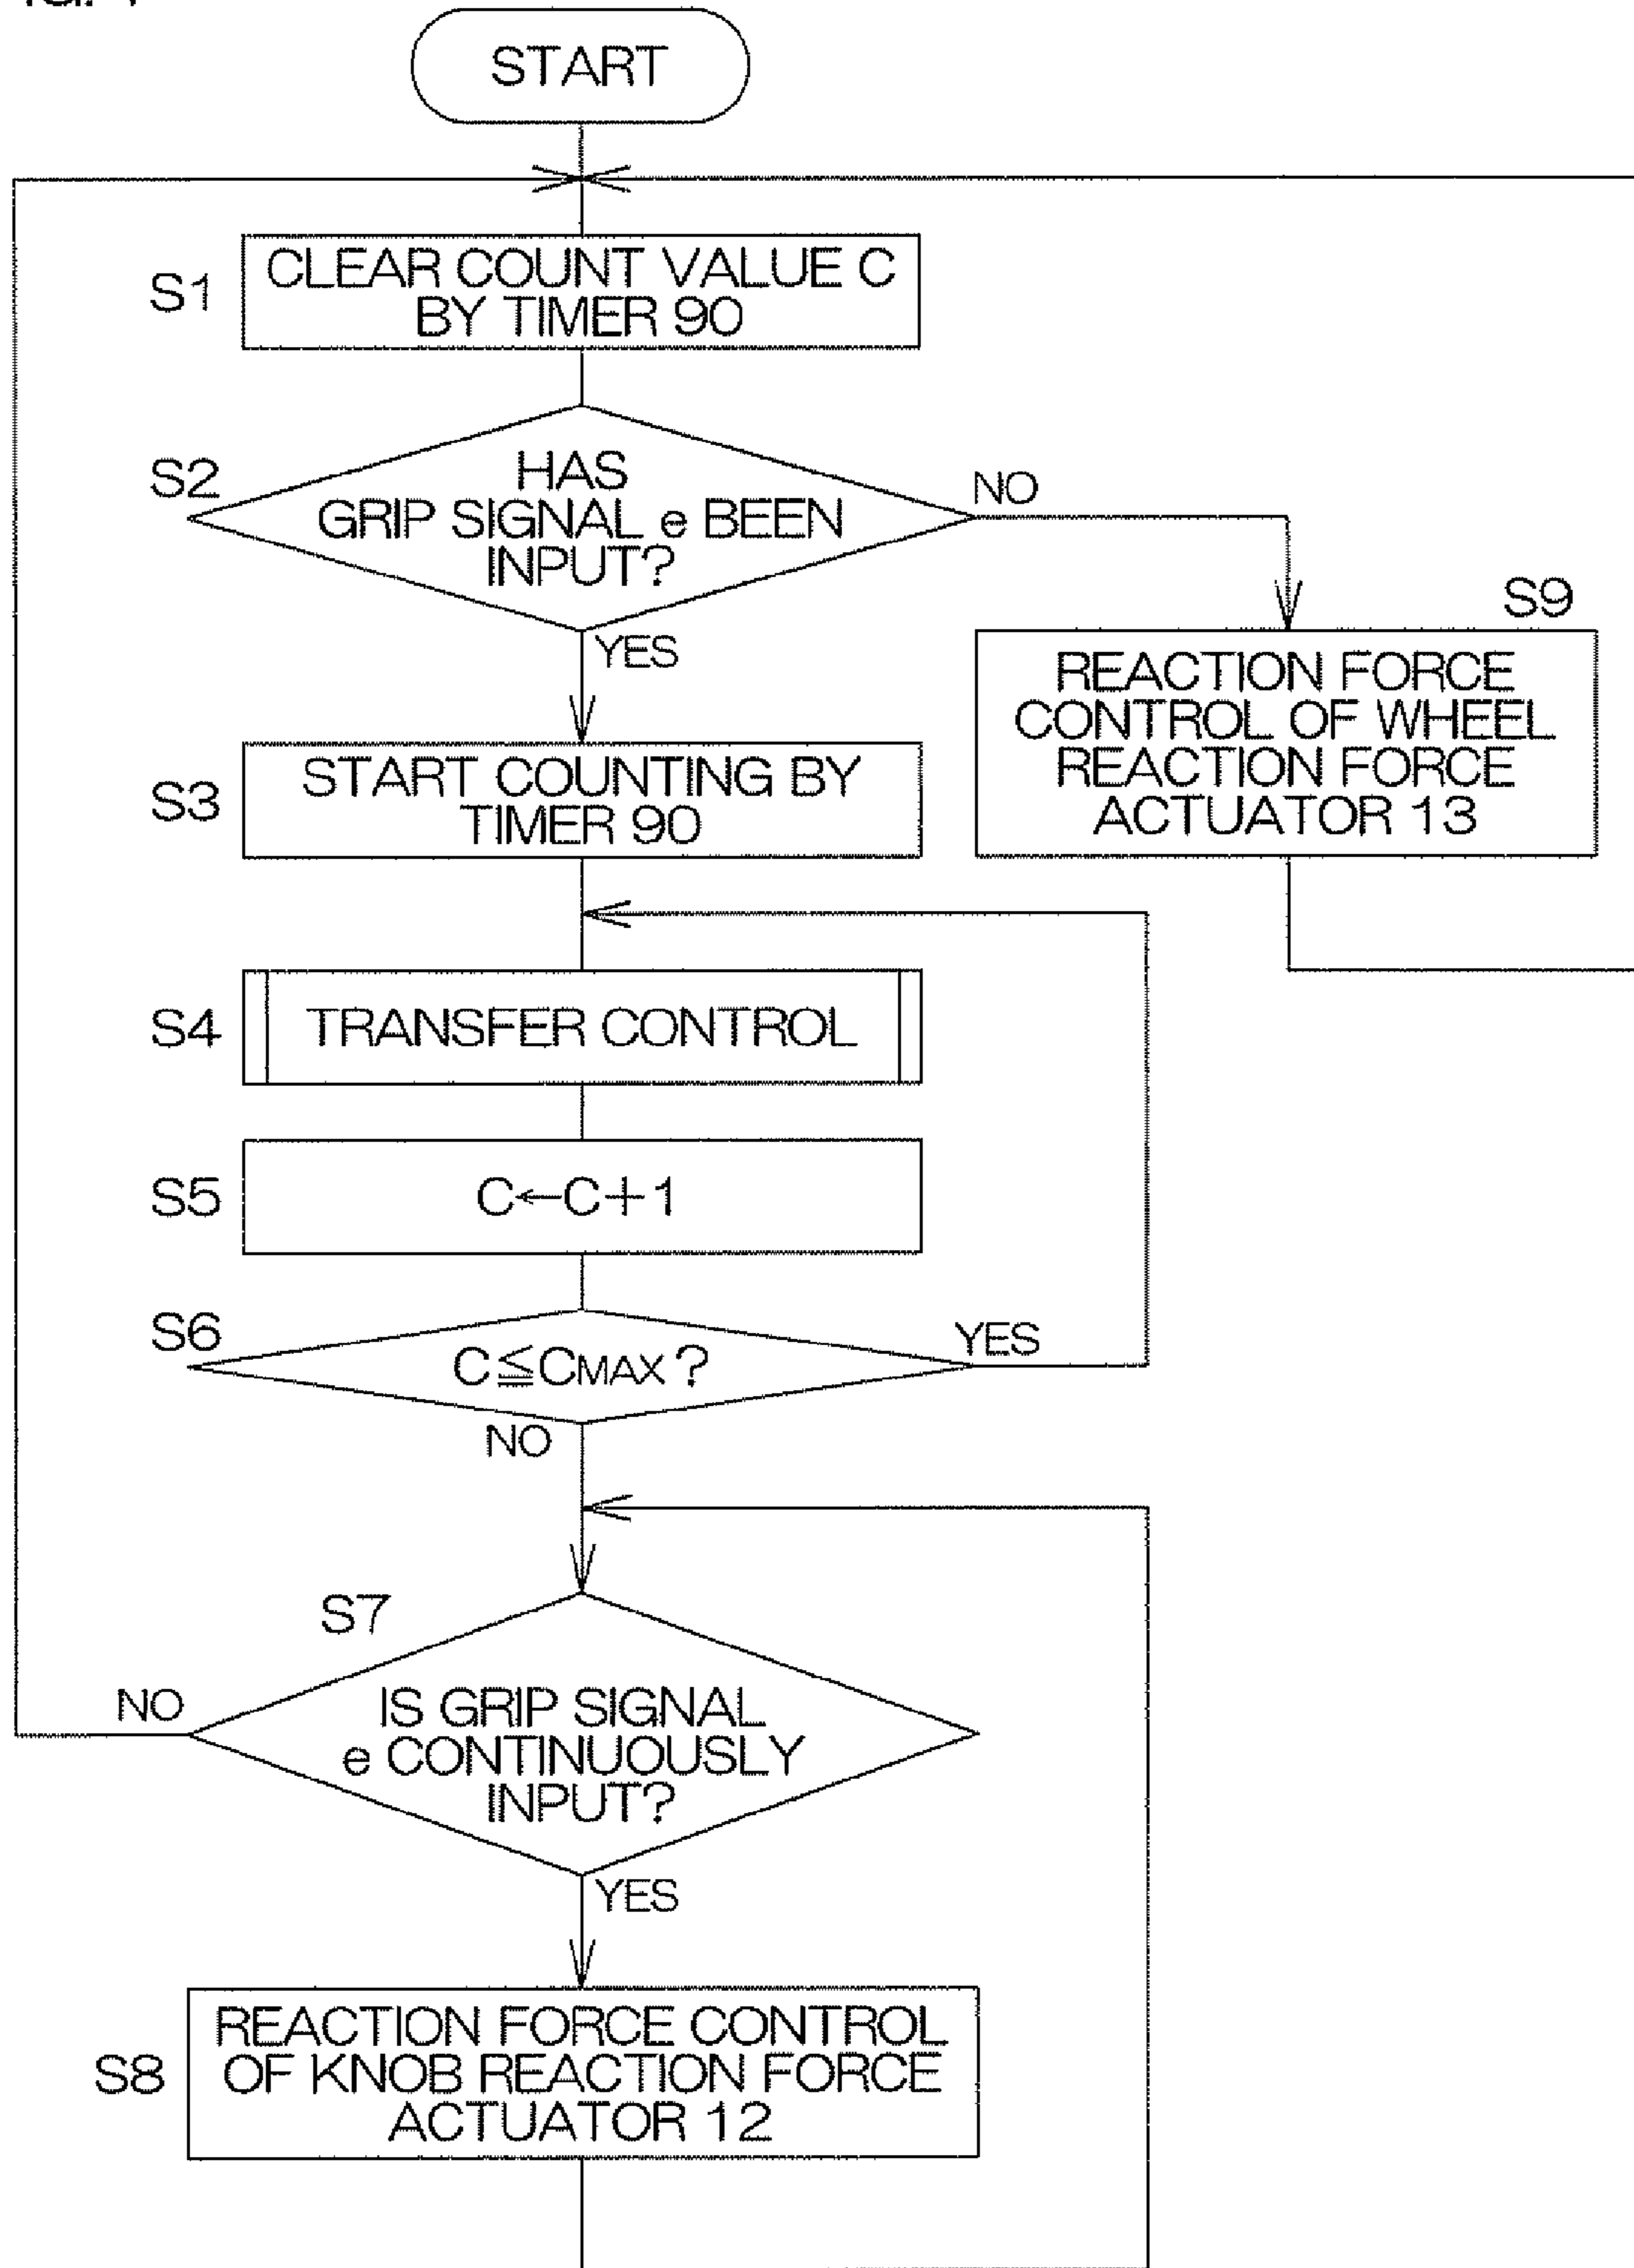 START
S1
CLEAR COUNT VALUE C
BY TIMER 90
S2
HAS
GRIP SIGNAL e BEEN
INPUT?
NO
YES
S9
REACTION FORCE
CONTROL OF WHEEL
REACTION FORCE
ACTUATOR 13
S3
START COUNTING BY
TIMER 90
S4
TRANSFER CONTROL
S5
C←C+1
S6
C≦CMAX?
YES
NO
S7
IS GRIP SIGNAL
e CONTINUOUSLY
INPUT?
NO
YES
S8
REACTION FORCE CONTROL
OF KNOB REACTION FORCE
ACTUATOR 12